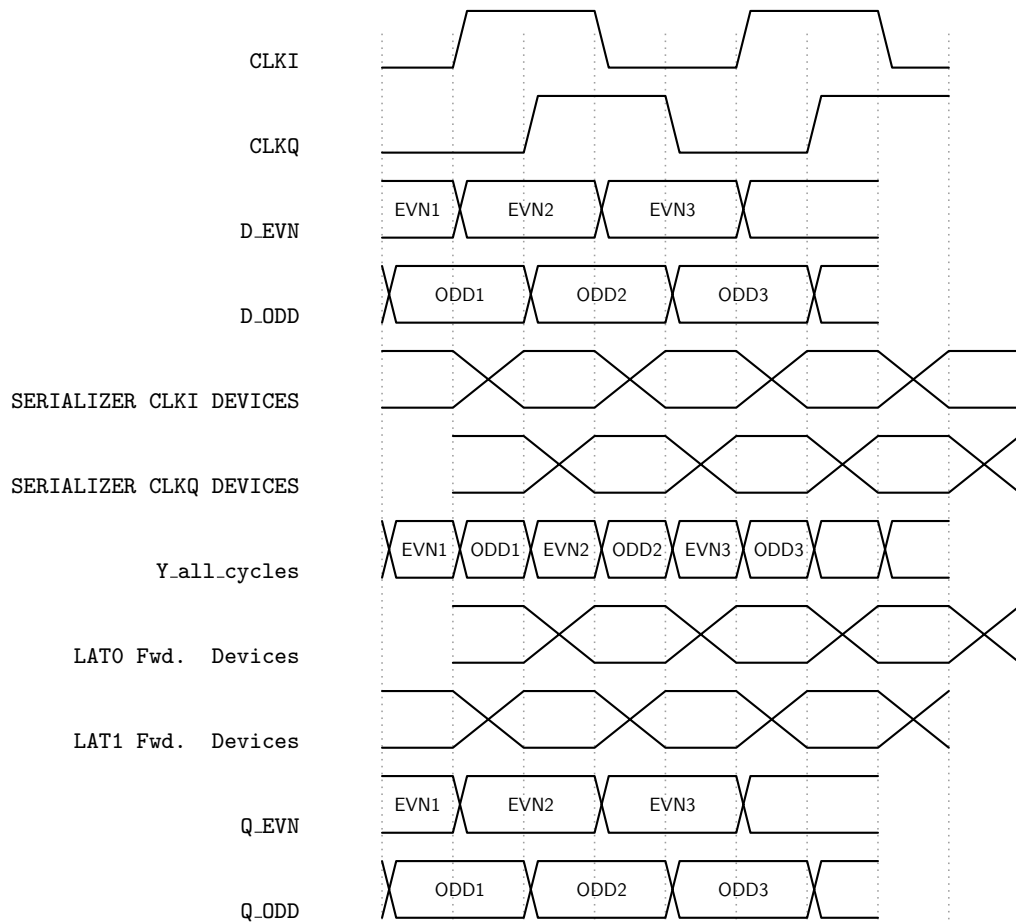 CLKI
CLKQ
D_EVN EVN1 EVN2 EVN3
D_ODD ODD1 ODD2 ODD3
SERIALIZER CLKI DEVICES
SERIALIZER CLKQ DEVICES
Y_all_cycles EVN1 ODD1 EVN2 ODD2 EVN3 ODD3
LAT0 Fwd. Devices
LAT1 Fwd. Devices
Q_EVN EVN1 EVN2 EVN3
Q_ODD ODD1 ODD2 ODD3